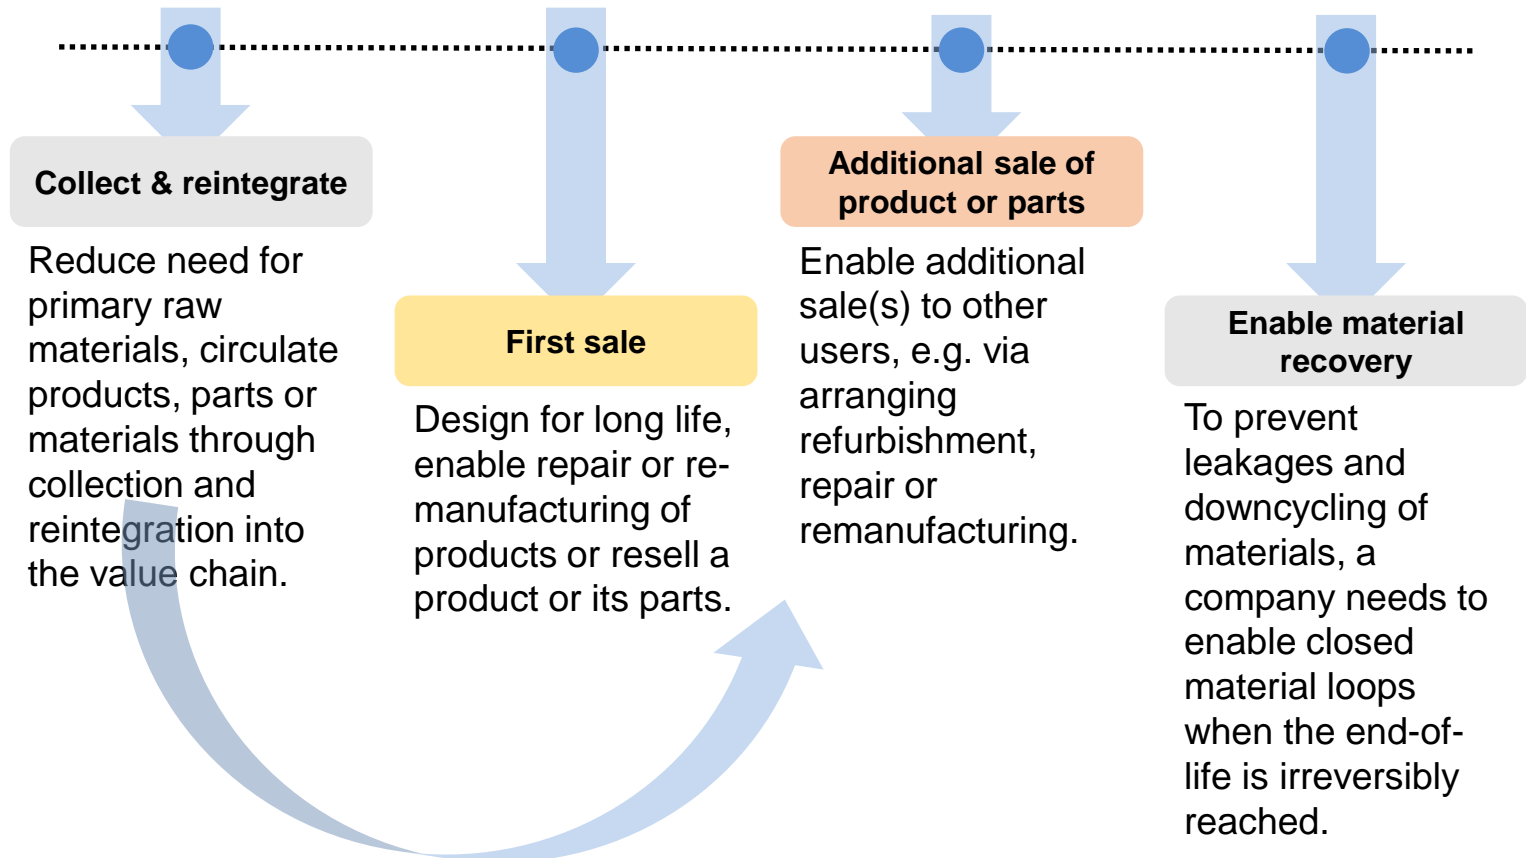 Collect & reintegrate
Reduce need for
primary raw
materials, circulate
products, parts or
materials through
collection and
reintegration into
the value chain.
First sale
Design for long life,
enable repair or re-
manufacturing of
products or resell a
product or its parts.
Additional sale of
product or parts
Enable additional
sale(s) to other
users, e.g. via
arranging
refurbishment,
repair or
remanufacturing.
Enable material
recovery
To prevent
leakages and
downcycling of
materials, a
company needs to
enable closed
material loops
when the end-of-
life is irreversibly
reached.